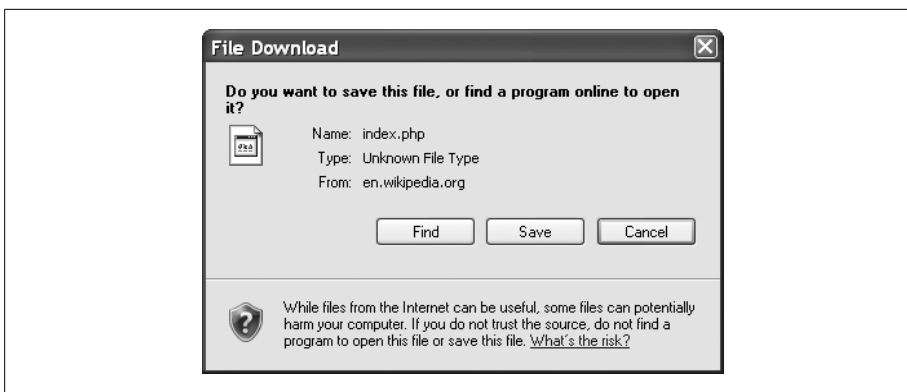 File Download
Do you want to save this file, or find a program online to open
it?
Name: index.php
Type: Unknown File Type
From: en.wikipedia.org
Find Save Cancel
While files from the Internet can be useful, some files can potentially
harm your computer. If you do not trust the source, do not find a
program to open this file or save this file. What's the risk?